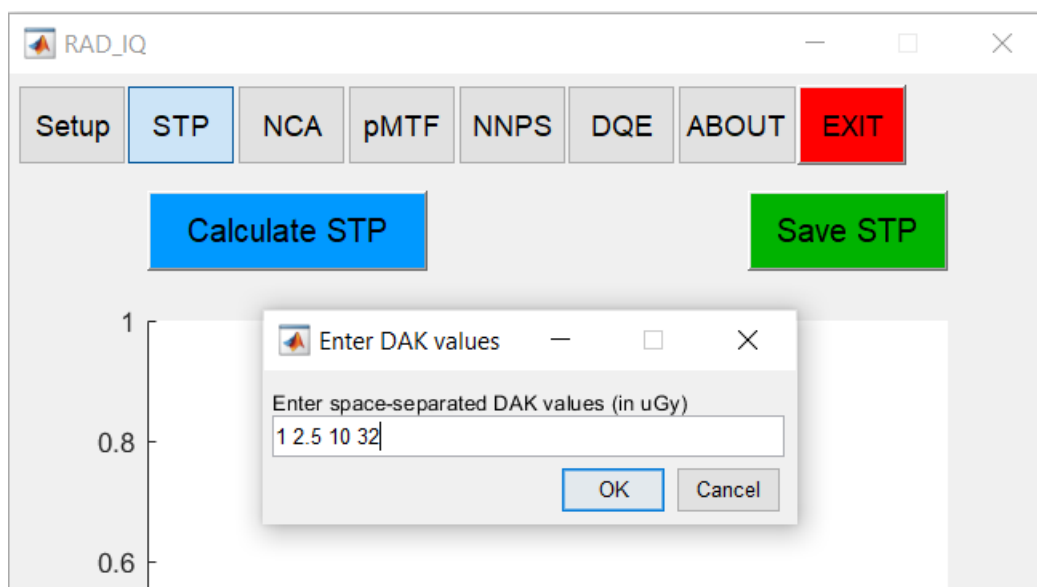 RAD_IQ
Setup STP NCA pMTF NNPS DQE ABOUT EXIT
Calculate STP Save STP
1
Enter DAK values
Enter space-separated DAK values (in uGy)
1 2.5 10 32
0.8
OK Cancel
0.6